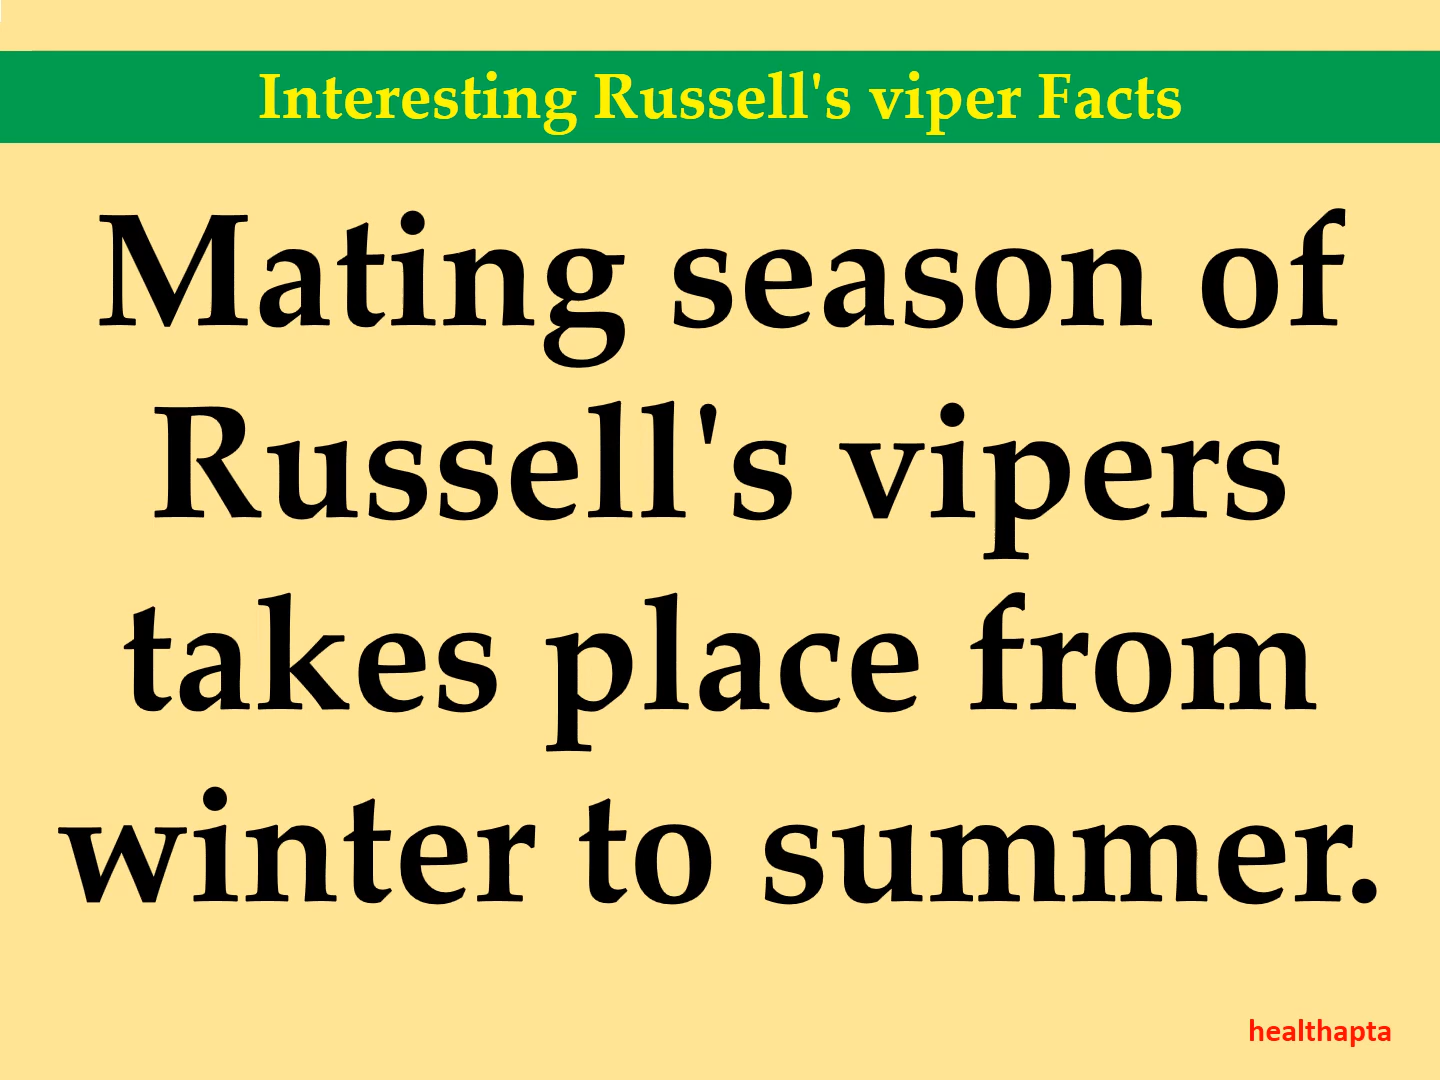 Interesting Russell's viper Facts
Mating season of
Russell's vipers
takes place from
winter to summer.
healthapta